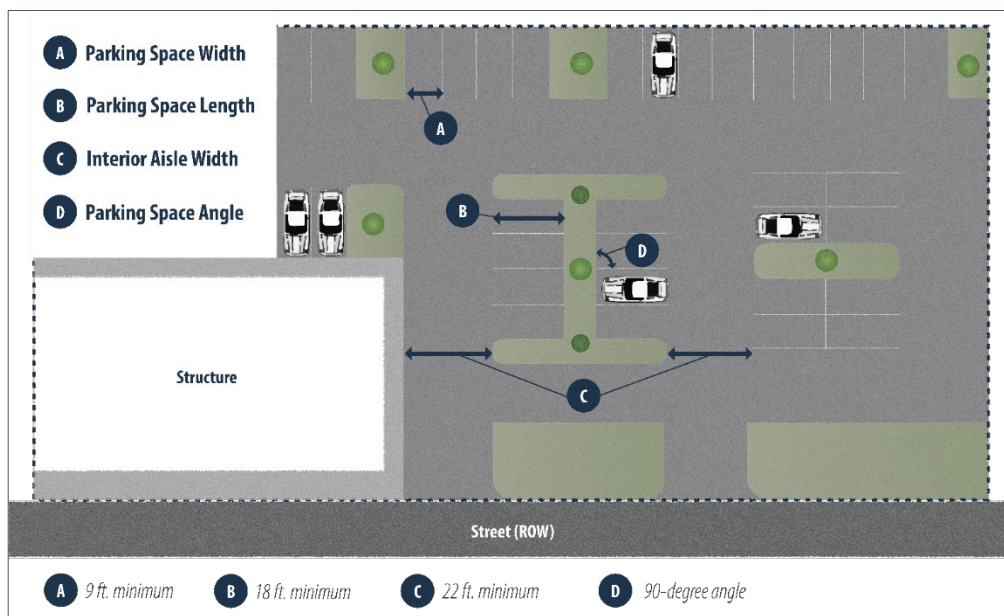 A Parking Space Width
B Parking Space Length
C Interior Aisle Width
D Parking Space Angle
A
B
D
C
Structure
Street (ROW)
A 9 ft. minimum B 18 ft. minimum C 22 ft. minimum D 90-degree angle